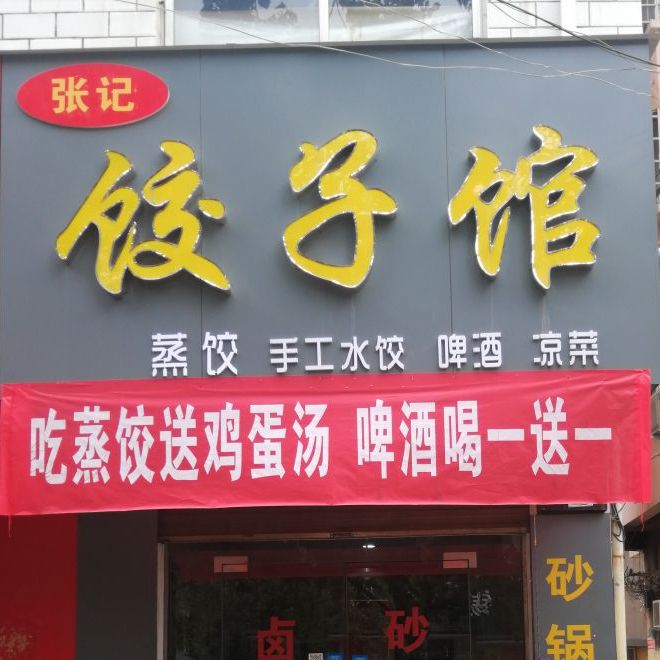 张记
饺子馆
蒸饺 手工水饺 啤酒 凉菜
吃蒸饺送鸡蛋汤 啤酒喝一送一
砂锅
卤 砂